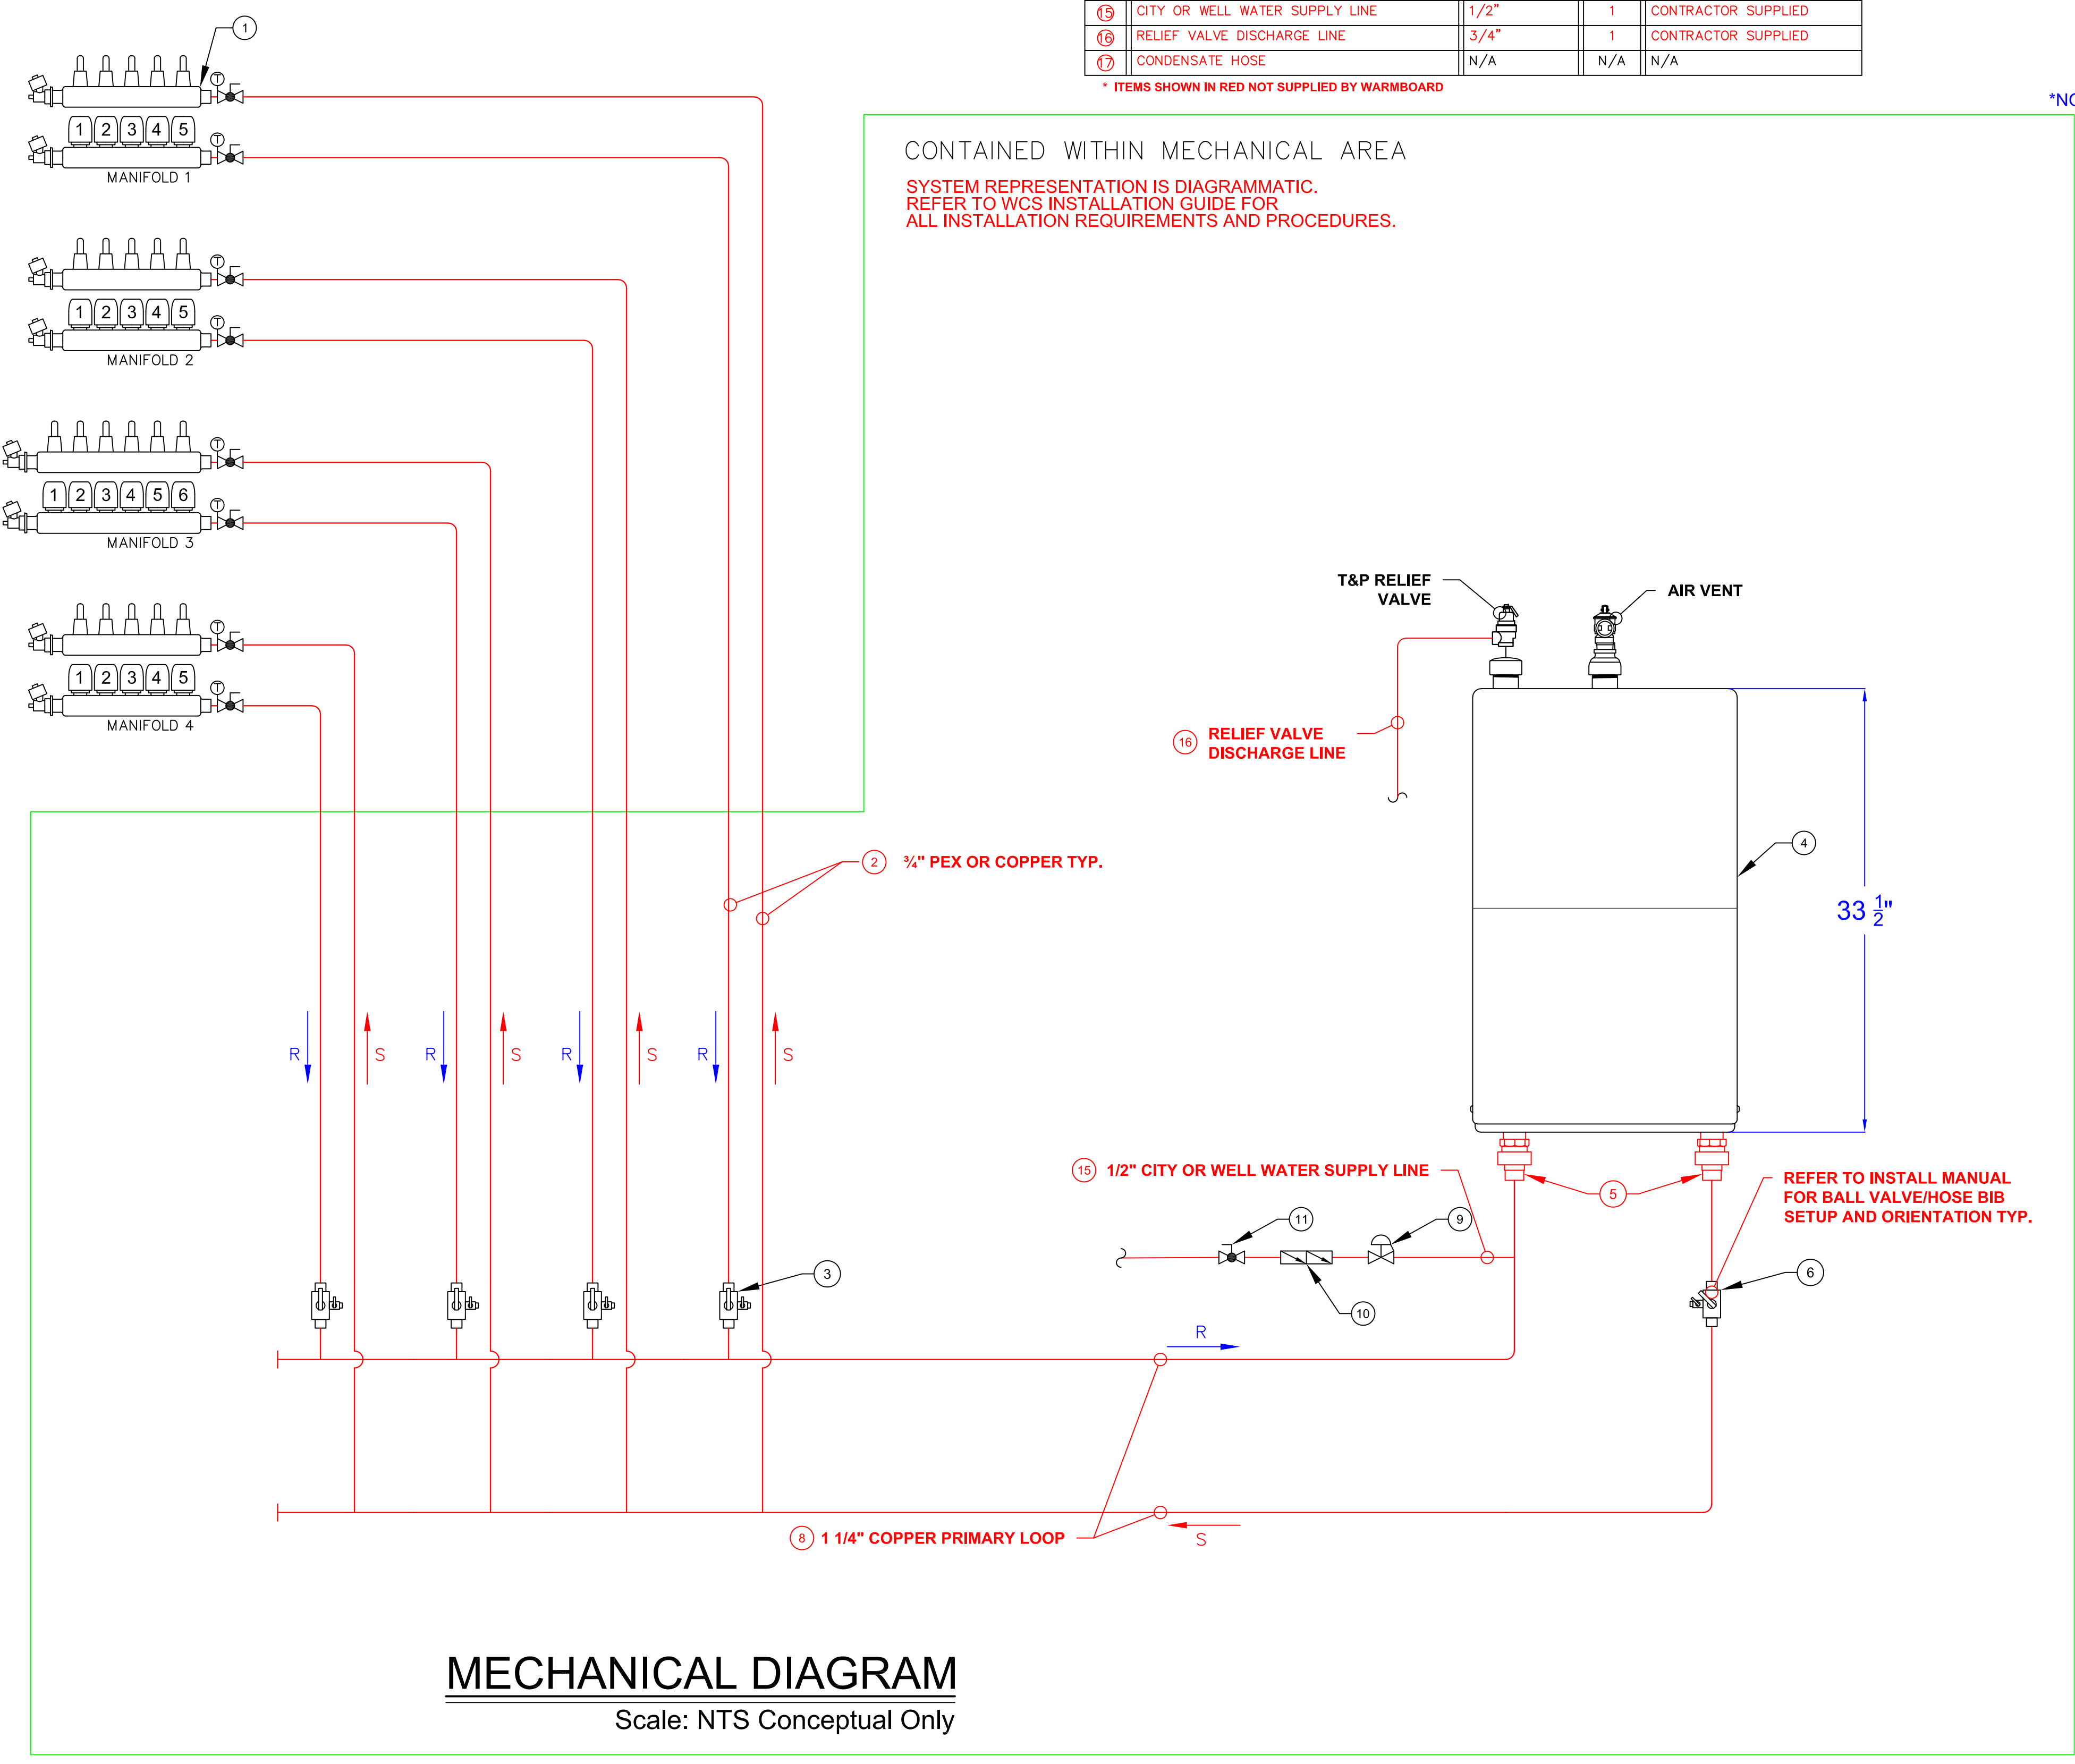 15 CITY OR WELL WATER SUPPLY LINE 1/2" 1 CONTRACTOR SUPPLIED
16 RELIEF VALVE DISCHARGE LINE 3/4" 1 CONTRACTOR SUPPLIED
17 CONDENSATE HOSE N/A N/A N/A
* ITEMS SHOWN IN RED NOT SUPPLIED BY WARMBOARD
CONTAINED WITHIN MECHANICAL AREA
SYSTEM REPRESENTATION IS DIAGRAMMATIC.
REFER TO WCS INSTALLATION GUIDE FOR
ALL INSTALLATION REQUIREMENTS AND PROCEDURES.
1
T
1 2 3 4 5
T
MANIFOLD 1
T
1 2 3 4 5
T
MANIFOLD 2
T
1 2 3 4 5 6
T
MANIFOLD 3
T
1 2 3 4 5
T
MANIFOLD 4
T&P RELIEF
VALVE
AIR VENT
16 RELIEF VALVE
DISCHARGE LINE
4
2 ¾" PEX OR COPPER TYP.
33 1/2"
R S R S R S R S
15 1/2" CITY OR WELL WATER SUPPLY LINE
5
REFER TO INSTALL MANUAL
FOR BALL VALVE/HOSE BIB
SETUP AND ORIENTATION TYP.
11
9
3
6
10
R
8 1 1/4" COPPER PRIMARY LOOP
S
MECHANICAL DIAGRAM
Scale: NTS Conceptual Only